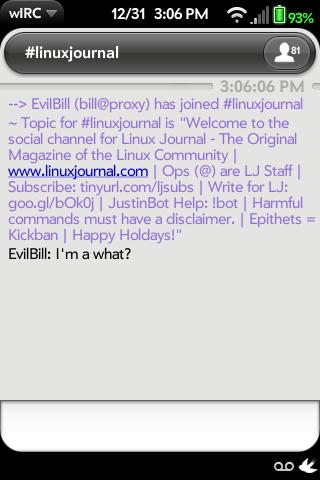 wIRC 12/31 3:06 PM 93%
#linuxjournal 81
3:06:06 PM
--> EvilBill (bill@proxy) has joined #linuxjournal
~ Topic for #linuxjournal is "Welcome to the
social channel for Linux Journal - The Original
Magazine of the Linux Community |
www.linuxjournal.com | Ops (@) are LJ Staff |
Subscribe: tinyurl.com/ljsubs | Write for LJ:
goo.gl/bOk0j | JustinBot Help: !bot | Harmful
commands must have a disclaimer. | Epithets =
Kickban | Happy Holdays!"
EvilBill: I'm a what?